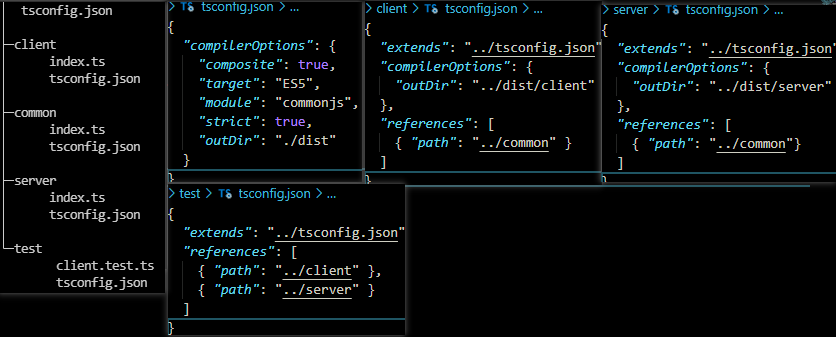 tsconfig.json
client
index.ts
tsconfig.json
common
index.ts
tsconfig.json
server
index.ts
tsconfig.json
test
client.test.ts
tsconfig.json
> TS tsconfig.json > ...
{
"compilerOptions": {
"composite": true,
"target": "ES5",
"module": "commonjs",
"strict": true,
"outDir": "./dist"
}
}
> client > TS tsconfig.json > ...
{
"extends": "../tsconfig.json"
"compilerOptions": {
"outDir": "../dist/client"
},
"references": [
{ "path": "../common" }
]
}
> server > TS tsconfig.json > ...
{
"extends": "../tsconfig.json"
"compilerOptions": {
"outDir": "../dist/server"
},
"references": [
{ "path": "../common"}
]
}
> test > TS tsconfig.json > ...
{
"extends": "../tsconfig.json"
"references": [
{ "path": "../client" },
{ "path": "../server" }
]
}